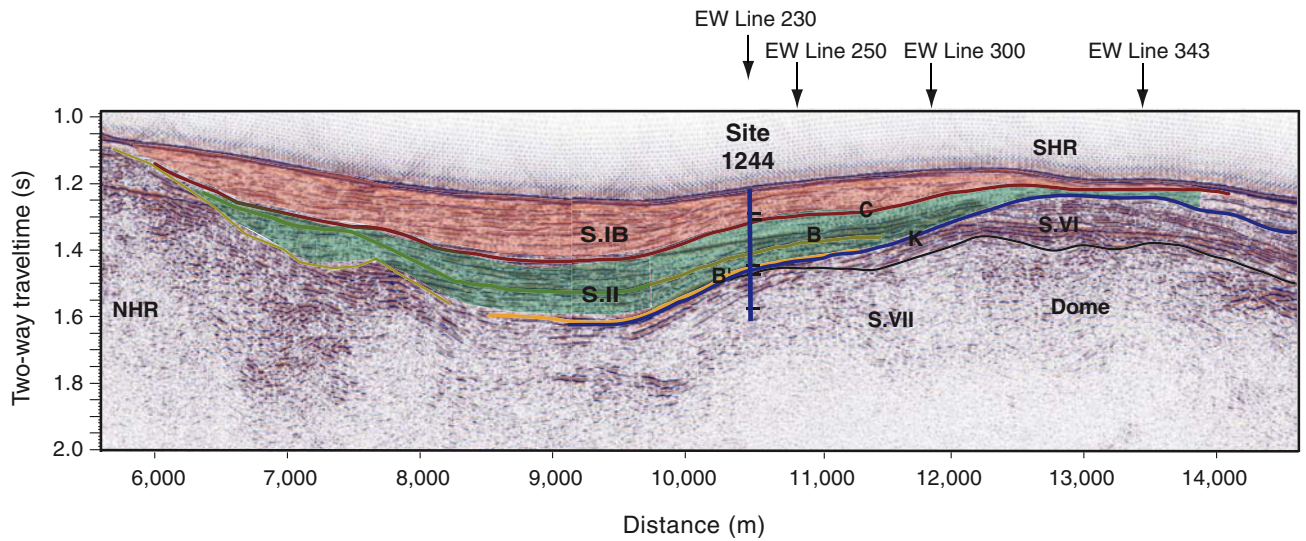 EW Line 230
EW Line 250
EW Line 300
EW Line 343
1.0
1.2
1.4
1.6
1.8
2.0
Two-way traveltime (s)
Site
1244
SHR
S.IB
C
B
K
S.VI
B'
S.II
NHR
S.VII
Dome
6,000
7,000
8,000
9,000
10,000
11,000
12,000
13,000
14,000
Distance (m)